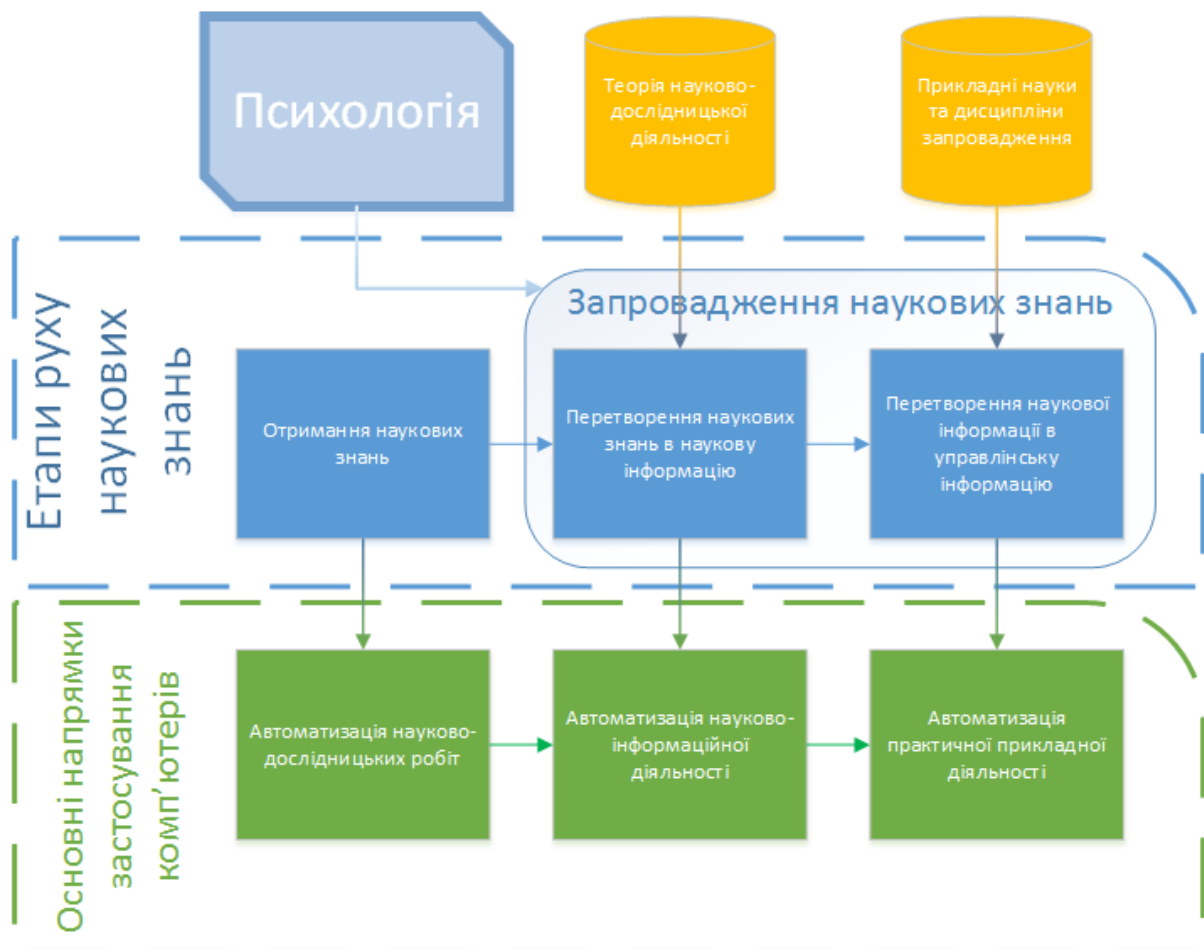 Психологія
Теорія науково-
дослідницької
діяльності
Прикладні науки
та дисципліни
запровадження
Етапи руху
наукових
знань
Запровадження наукових знань
Отримання наукових
знань
Перетворення наукових
знань в наукову
інформацію
Перетворення наукової
інформації в
управлінську
інформацію
Основні напрямки
застосування
комп’ютерів
Автоматизація науково-
дослідницьких робіт
Автоматизація науково-
інформаційної
діяльності
Автоматизація
практичної прикладної
діяльності